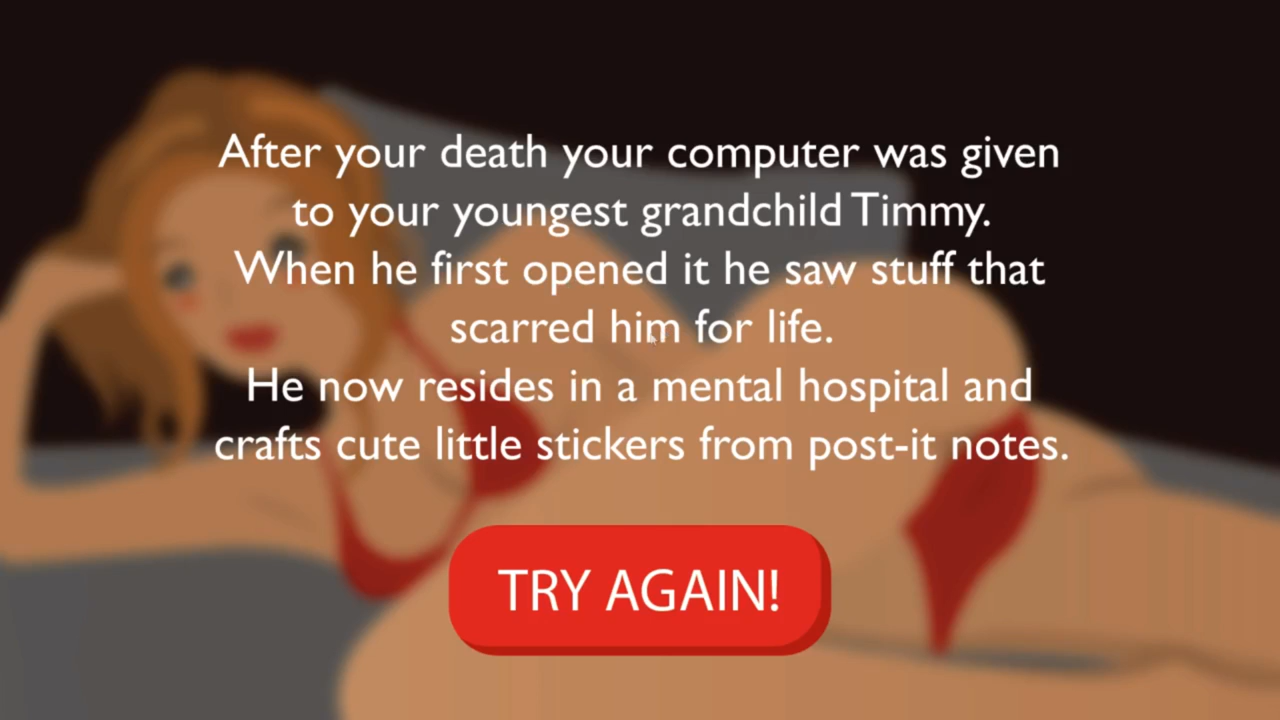 After your death your computer was given
to your youngest grandchild Timmy.
When he first opened it he saw stuff that
scarred him for life.
He now resides in a mental hospital and
crafts cute little stickers from post-it notes.
TRY AGAIN!